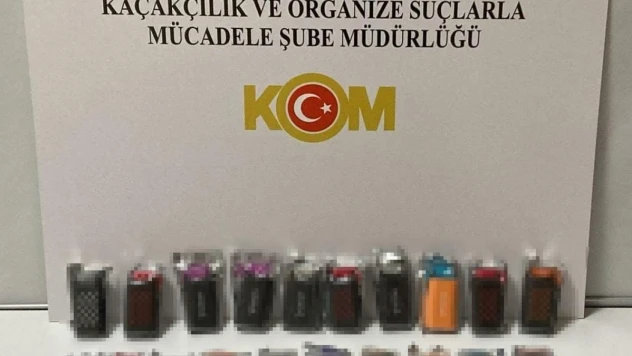 KAÇAKÇILIK VE ORGANİZE SUÇLARLA
MÜCADELE ŞUBE MÜDÜRLÜĞÜ
KOM